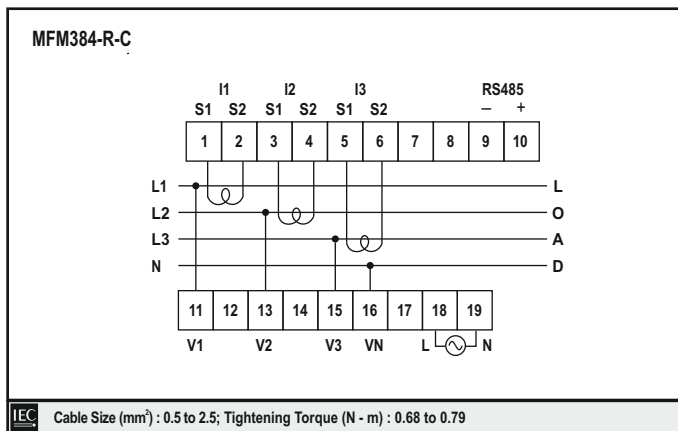 MFM384-R-C
I1 I2 I3 RS485
S1 S2 S1 S2 S1 S2 – +
1 2 3 4 5 6 7 8 9 10
L1 L
L2 O
L3 A
N D
11 12 13 14 15 16 17 18 19
V1 V2 V3 VN L N
IEC Cable Size (mm²) : 0.5 to 2.5; Tightening Torque (N - m) : 0.68 to 0.79